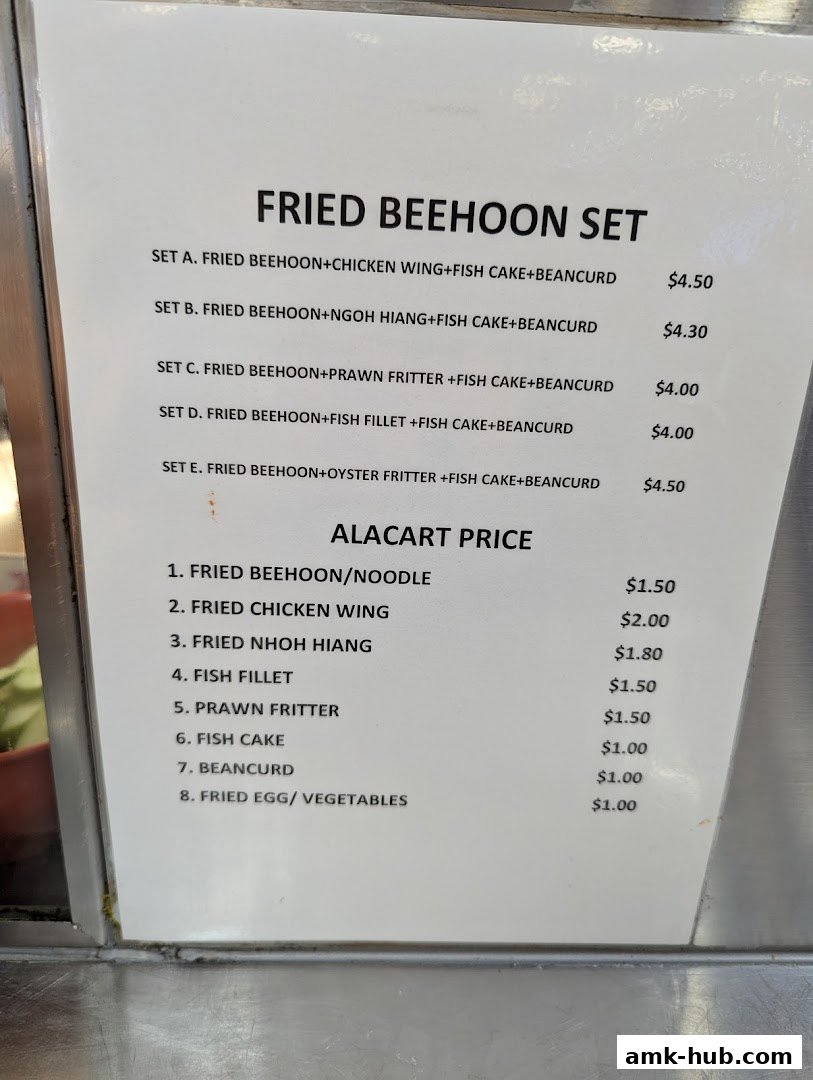 FRIED BEEHOON SET
SET A. FRIED BEEHOON+CHICKEN WING+FISH CAKE+BEANCURD $4.50
SET B. FRIED BEEHOON+NGOH HIANG+FISH CAKE+BEANCURD $4.30
SET C. FRIED BEEHOON+PRAWN FRITTER +FISH CAKE+BEANCURD $4.00
SET D. FRIED BEEHOON+FISH FILLET +FISH CAKE+BEANCURD $4.00
SET E. FRIED BEEHOON+OYSTER FRITTER +FISH CAKE+BEANCURD $4.50
ALACART PRICE
1. FRIED BEEHOON/NOODLE $1.50
2. FRIED CHICKEN WING $2.00
3. FRIED NHOH HIANG $1.80
4. FISH FILLET $1.50
5. PRAWN FRITTER $1.50
6. FISH CAKE $1.00
7. BEANCURD $1.00
8. FRIED EGG/ VEGETABLES $1.00
amk-hub.com